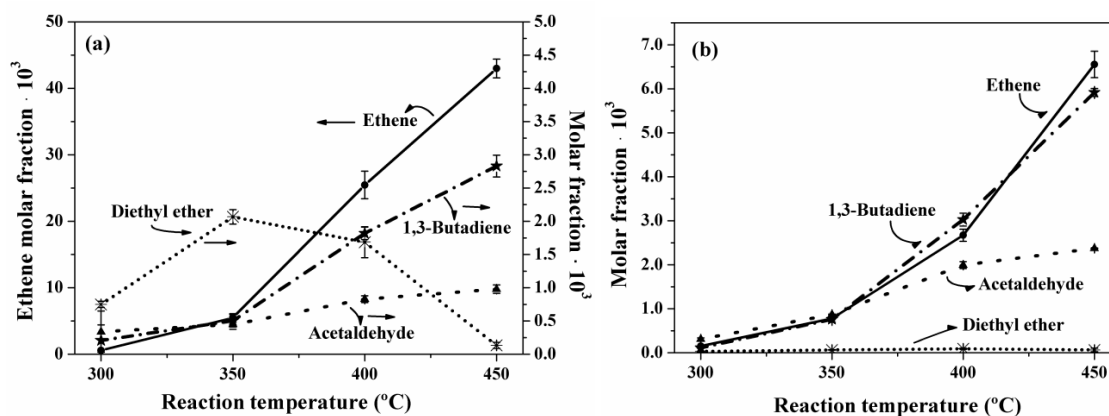 (a)
50
40
30
20
10
0
Ethene molar fraction · 10³
5.0
4.5
4.0
3.5
3.0
2.5
2.0
1.5
1.0
0.5
0.0
Molar fraction · 10³
Ethene
Diethyl ether
1,3-Butadiene
Acetaldehyde
300 350 400 450
Reaction temperature (ºC)
(b)
7.0
6.0
5.0
4.0
3.0
2.0
1.0
0.0
Molar fraction · 10³
Ethene
1,3-Butadiene
Acetaldehyde
Diethyl ether
300 350 400 450
Reaction temperature (ºC)